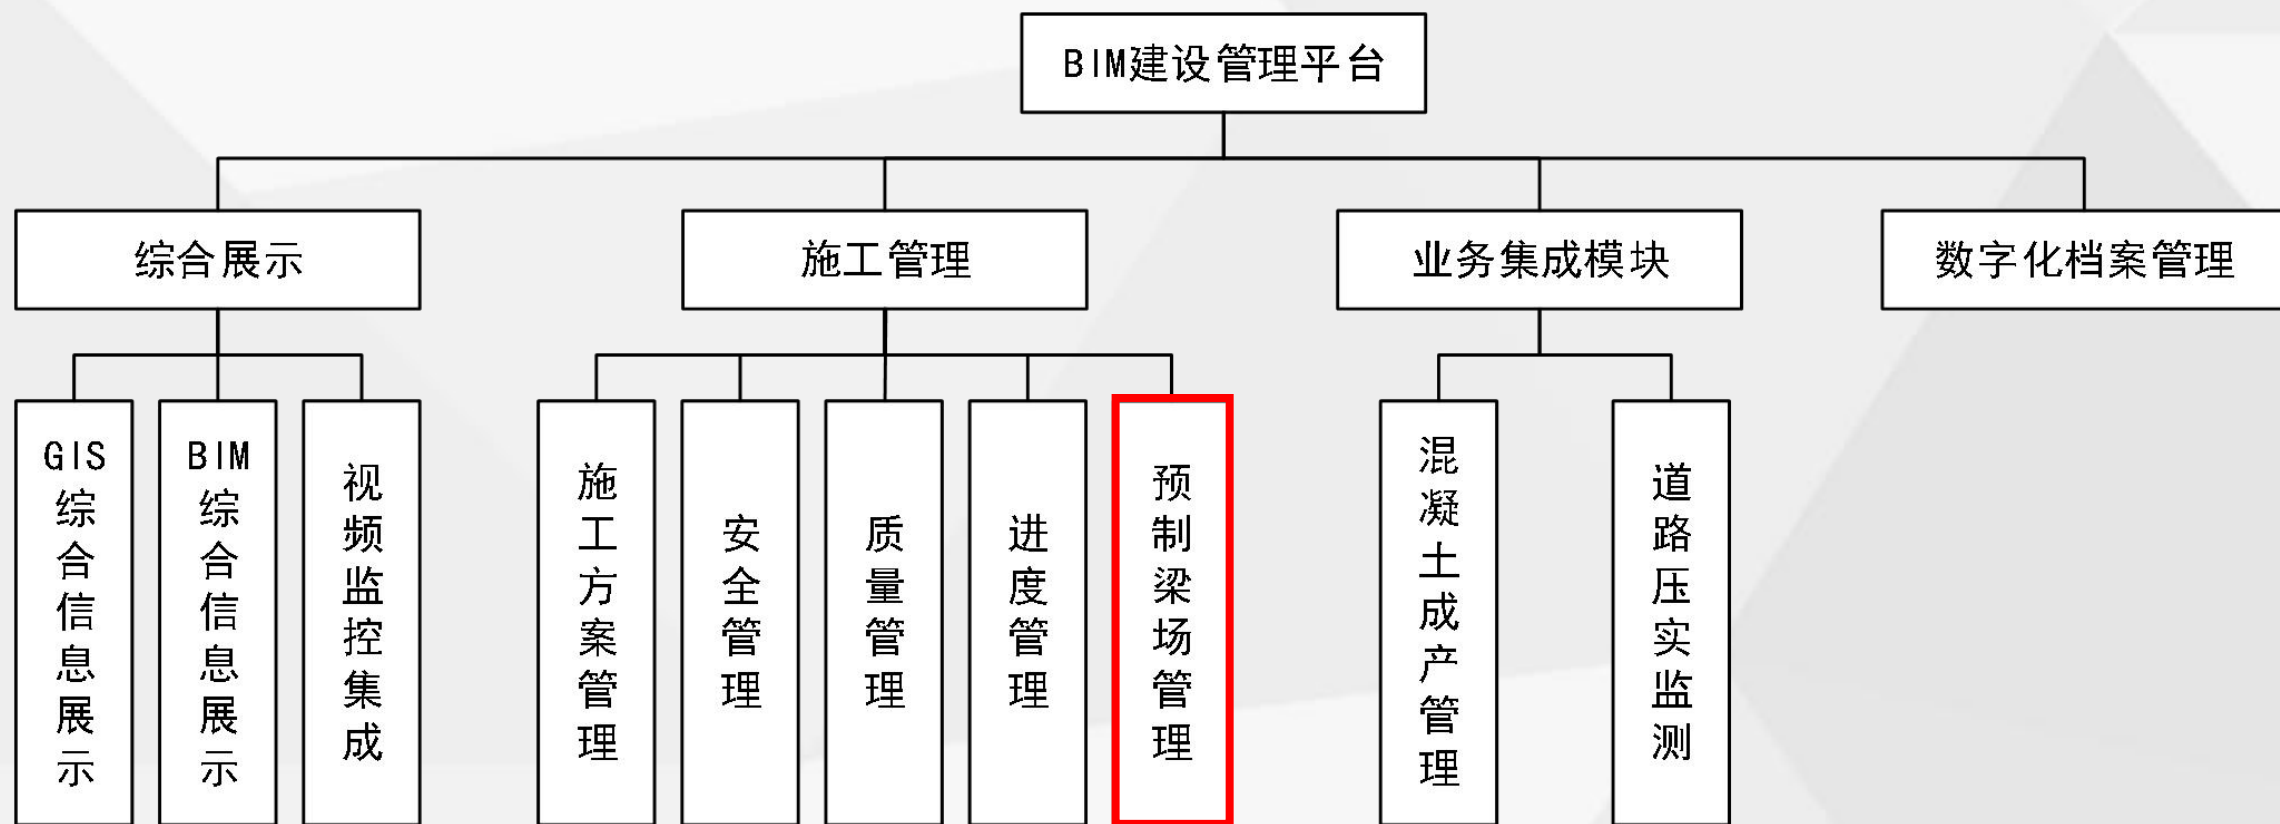 BIM建设管理平台
综合展示
施工管理
业务集成模块
数字化档案管理
GIS综合信息展示
BIM综合信息展示
视频监控集成
施工方案管理
安全管理
质量管理
进度管理
预制梁场管理
混凝土成产管理
道路压实监测